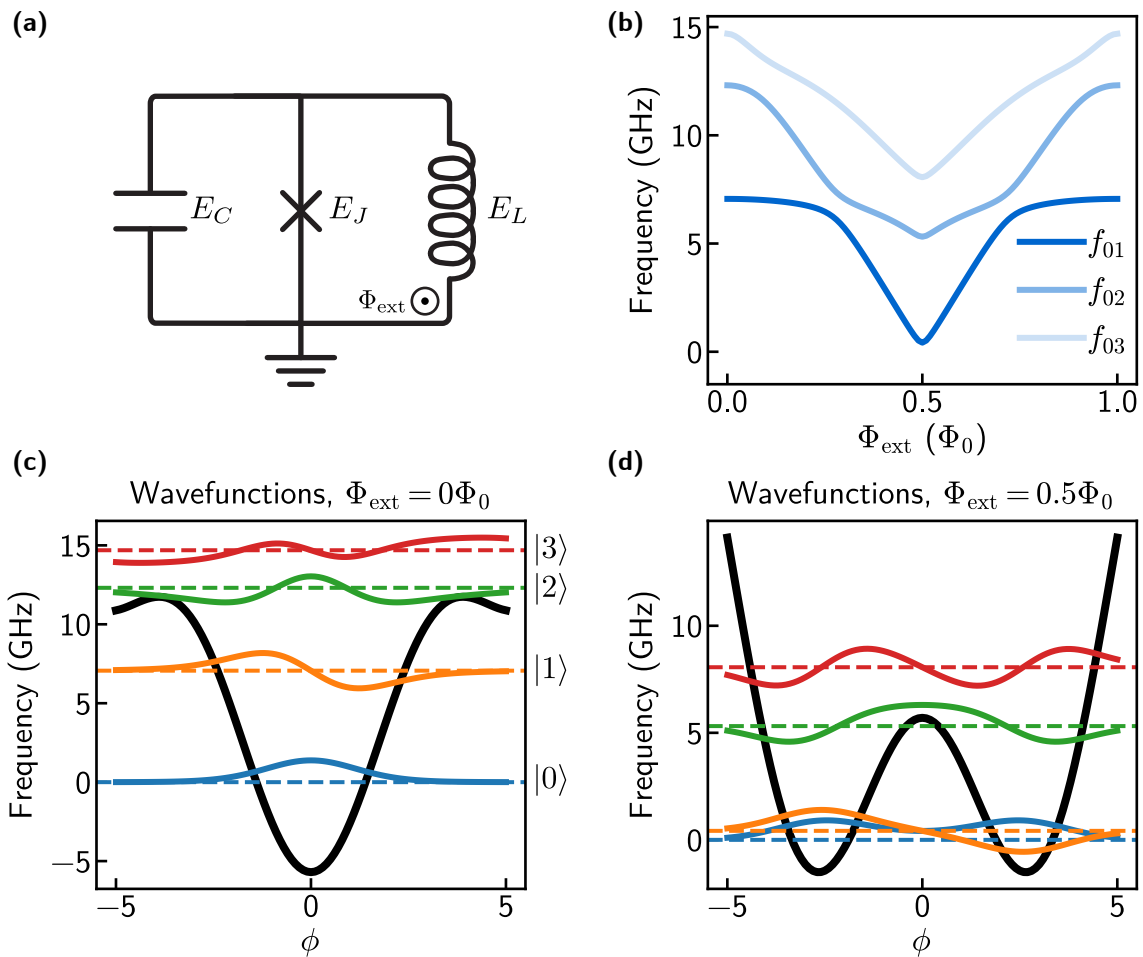 (a)
E_C
E_J
E_L
Φ_ext
(b)
15
10
5
0
Frequency (GHz)
f_01
f_02
f_03
0.0
0.5
1.0
Φ_ext (Φ_0)
(c)
Wavefunctions, Φ_ext = 0Φ_0
15
10
5
0
−5
Frequency (GHz)
|3⟩
|2⟩
|1⟩
|0⟩
−5
0
5
ϕ
(d)
Wavefunctions, Φ_ext = 0.5Φ_0
10
5
0
Frequency (GHz)
−5
0
5
ϕ